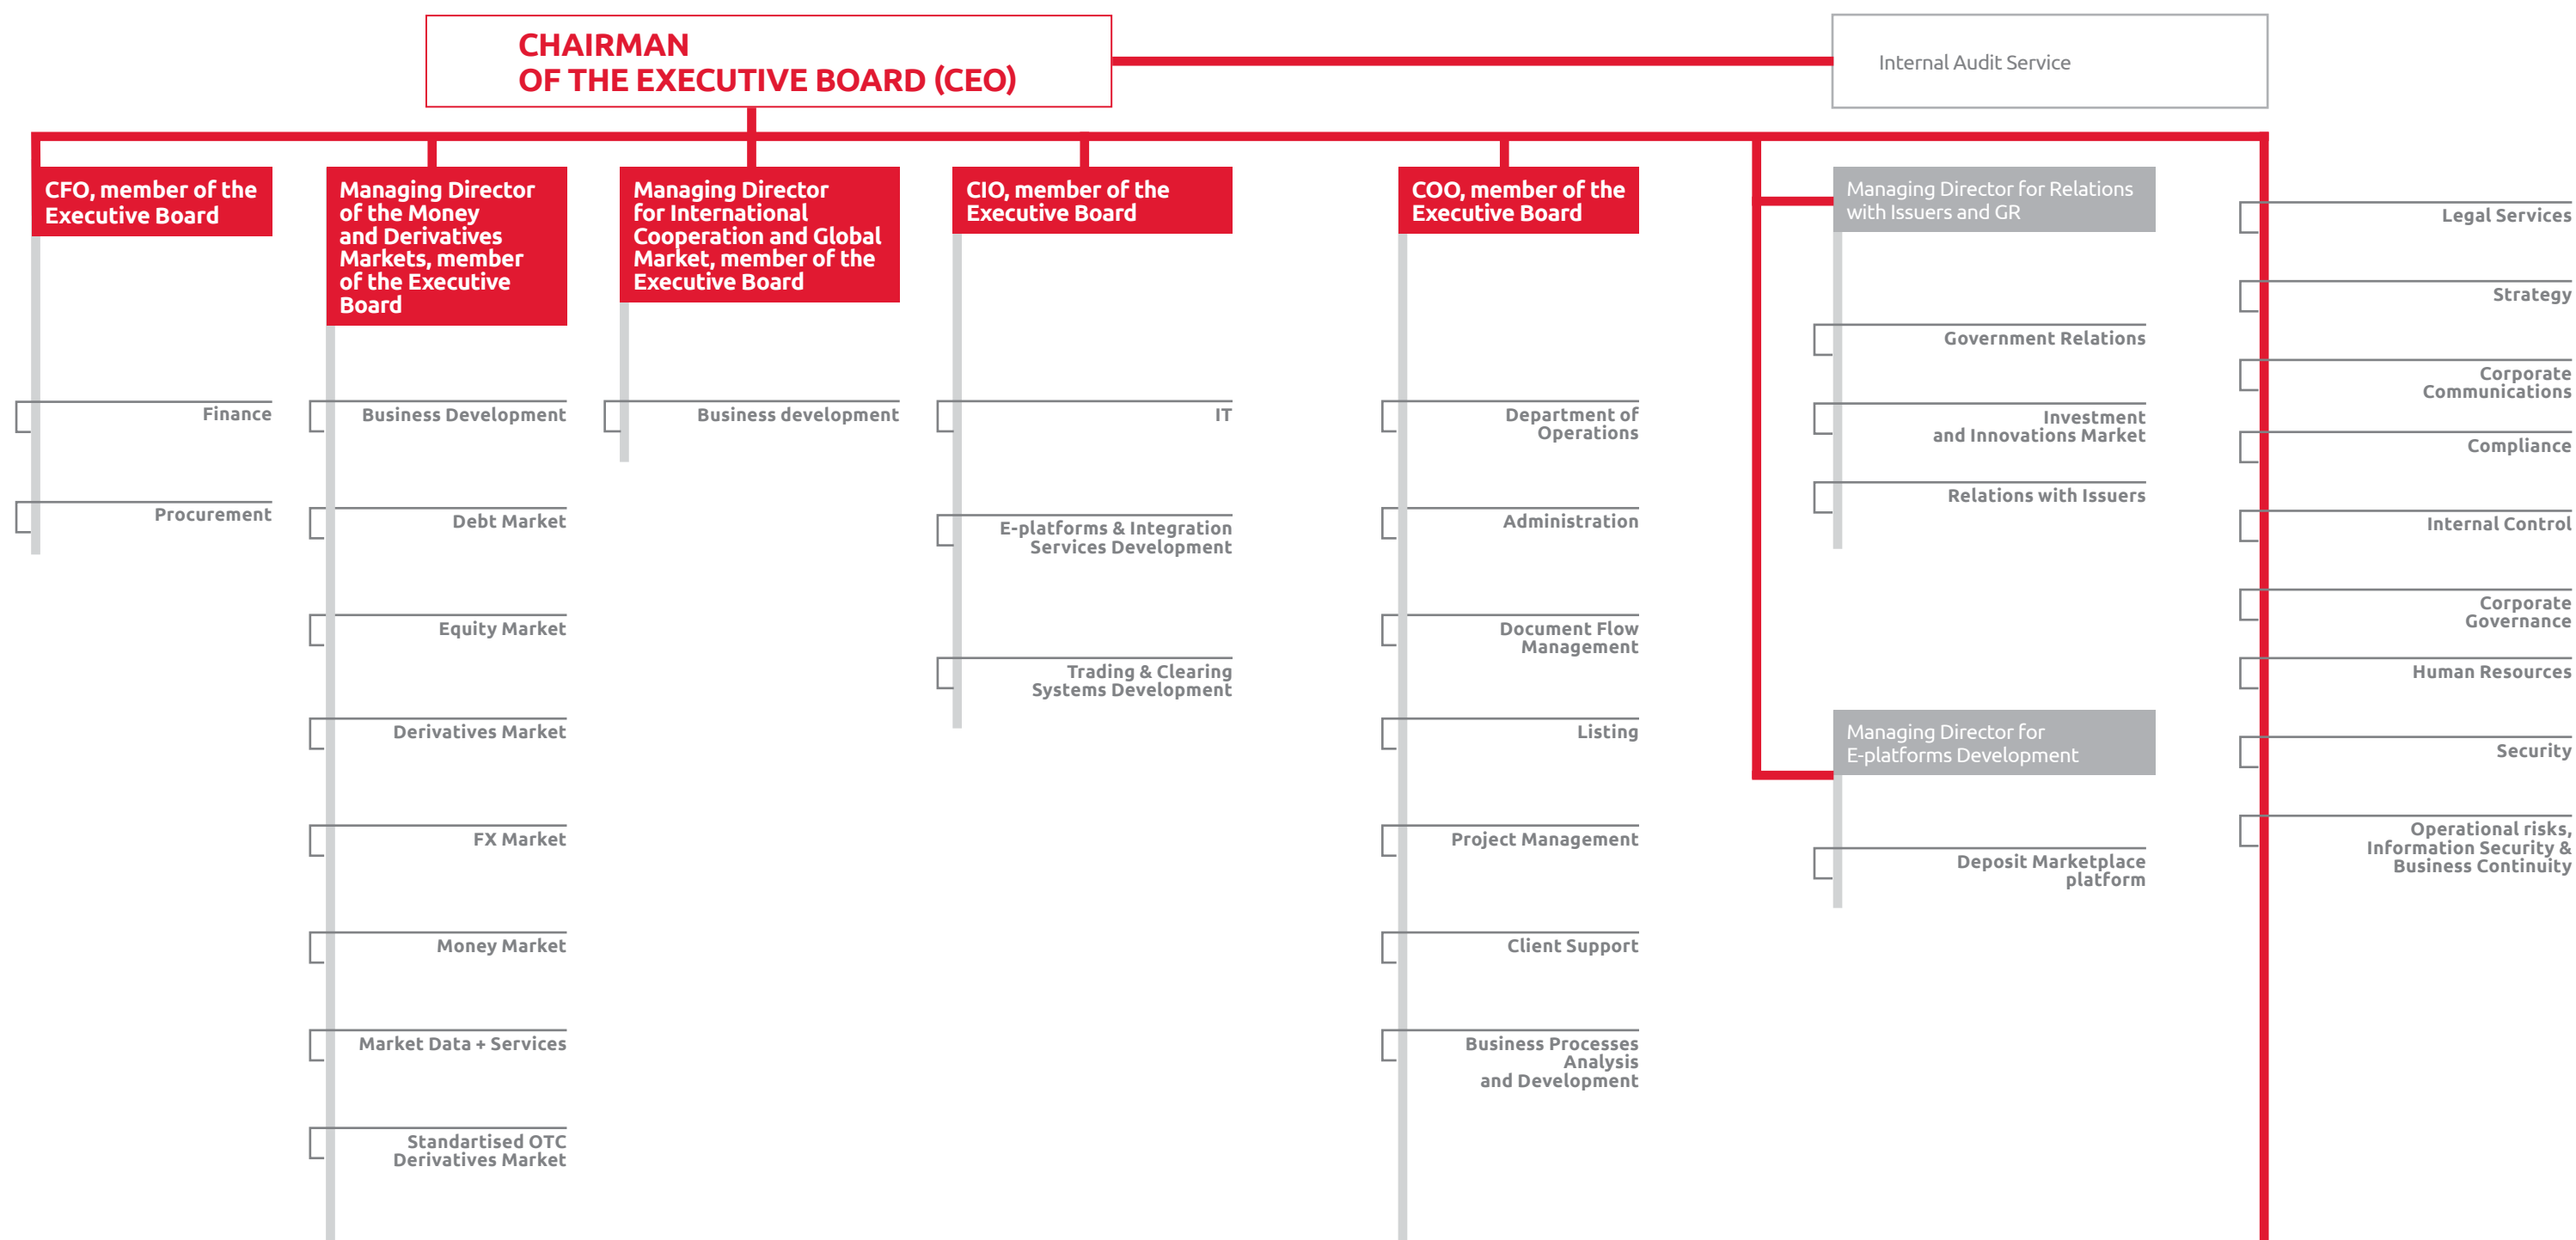 CHAIRMAN
OF THE EXECUTIVE BOARD (CEO)
Internal Audit Service
CFO, member of the
Executive Board
Finance
Procurement
Managing Director
of the Money
and Derivatives
Markets, member
of the Executive
Board
Business Development
Debt Market
Equity Market
Derivatives Market
FX Market
Money Market
Market Data + Services
Standartised OTC
Derivatives Market
Managing Director
for International
Cooperation and Global
Market, member of the
Executive Board
Business development
CIO, member of the
Executive Board
IT
E-platforms & Integration
Services Development
Trading & Clearing
Systems Development
COO, member of the
Executive Board
Department of
Operations
Administration
Document Flow
Management
Listing
Project Management
Client Support
Business Processes
Analysis
and Development
Managing Director for Relations
with Issuers and GR
Government Relations
Investment
and Innovations Market
Relations with Issuers
Managing Director for
E-platforms Development
Deposit Marketplace
platform
Legal Services
Strategy
Corporate
Communications
Compliance
Internal Control
Corporate
Governance
Human Resources
Security
Operational risks,
Information Security &
Business Continuity